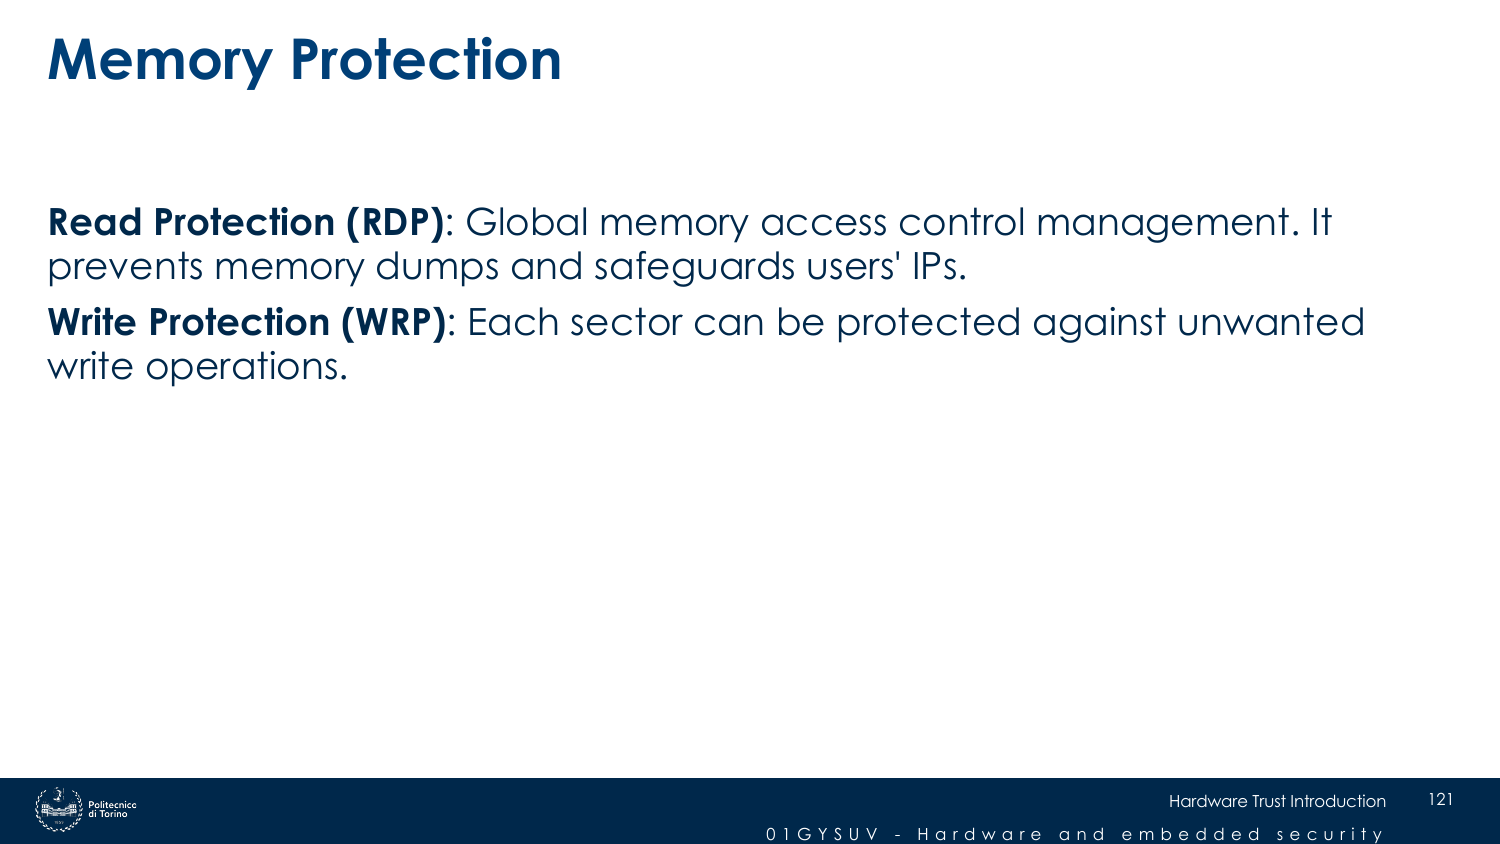 Memory Protection
Read Protection (RDP): Global memory access control management. It
prevents memory dumps and safeguards users' IPs.
Write Protection (WRP): Each sector can be protected against unwanted
write operations.
Politecnico
di Torino
Hardware Trust Introduction
121
01GYSUV - Hardware and embedded security